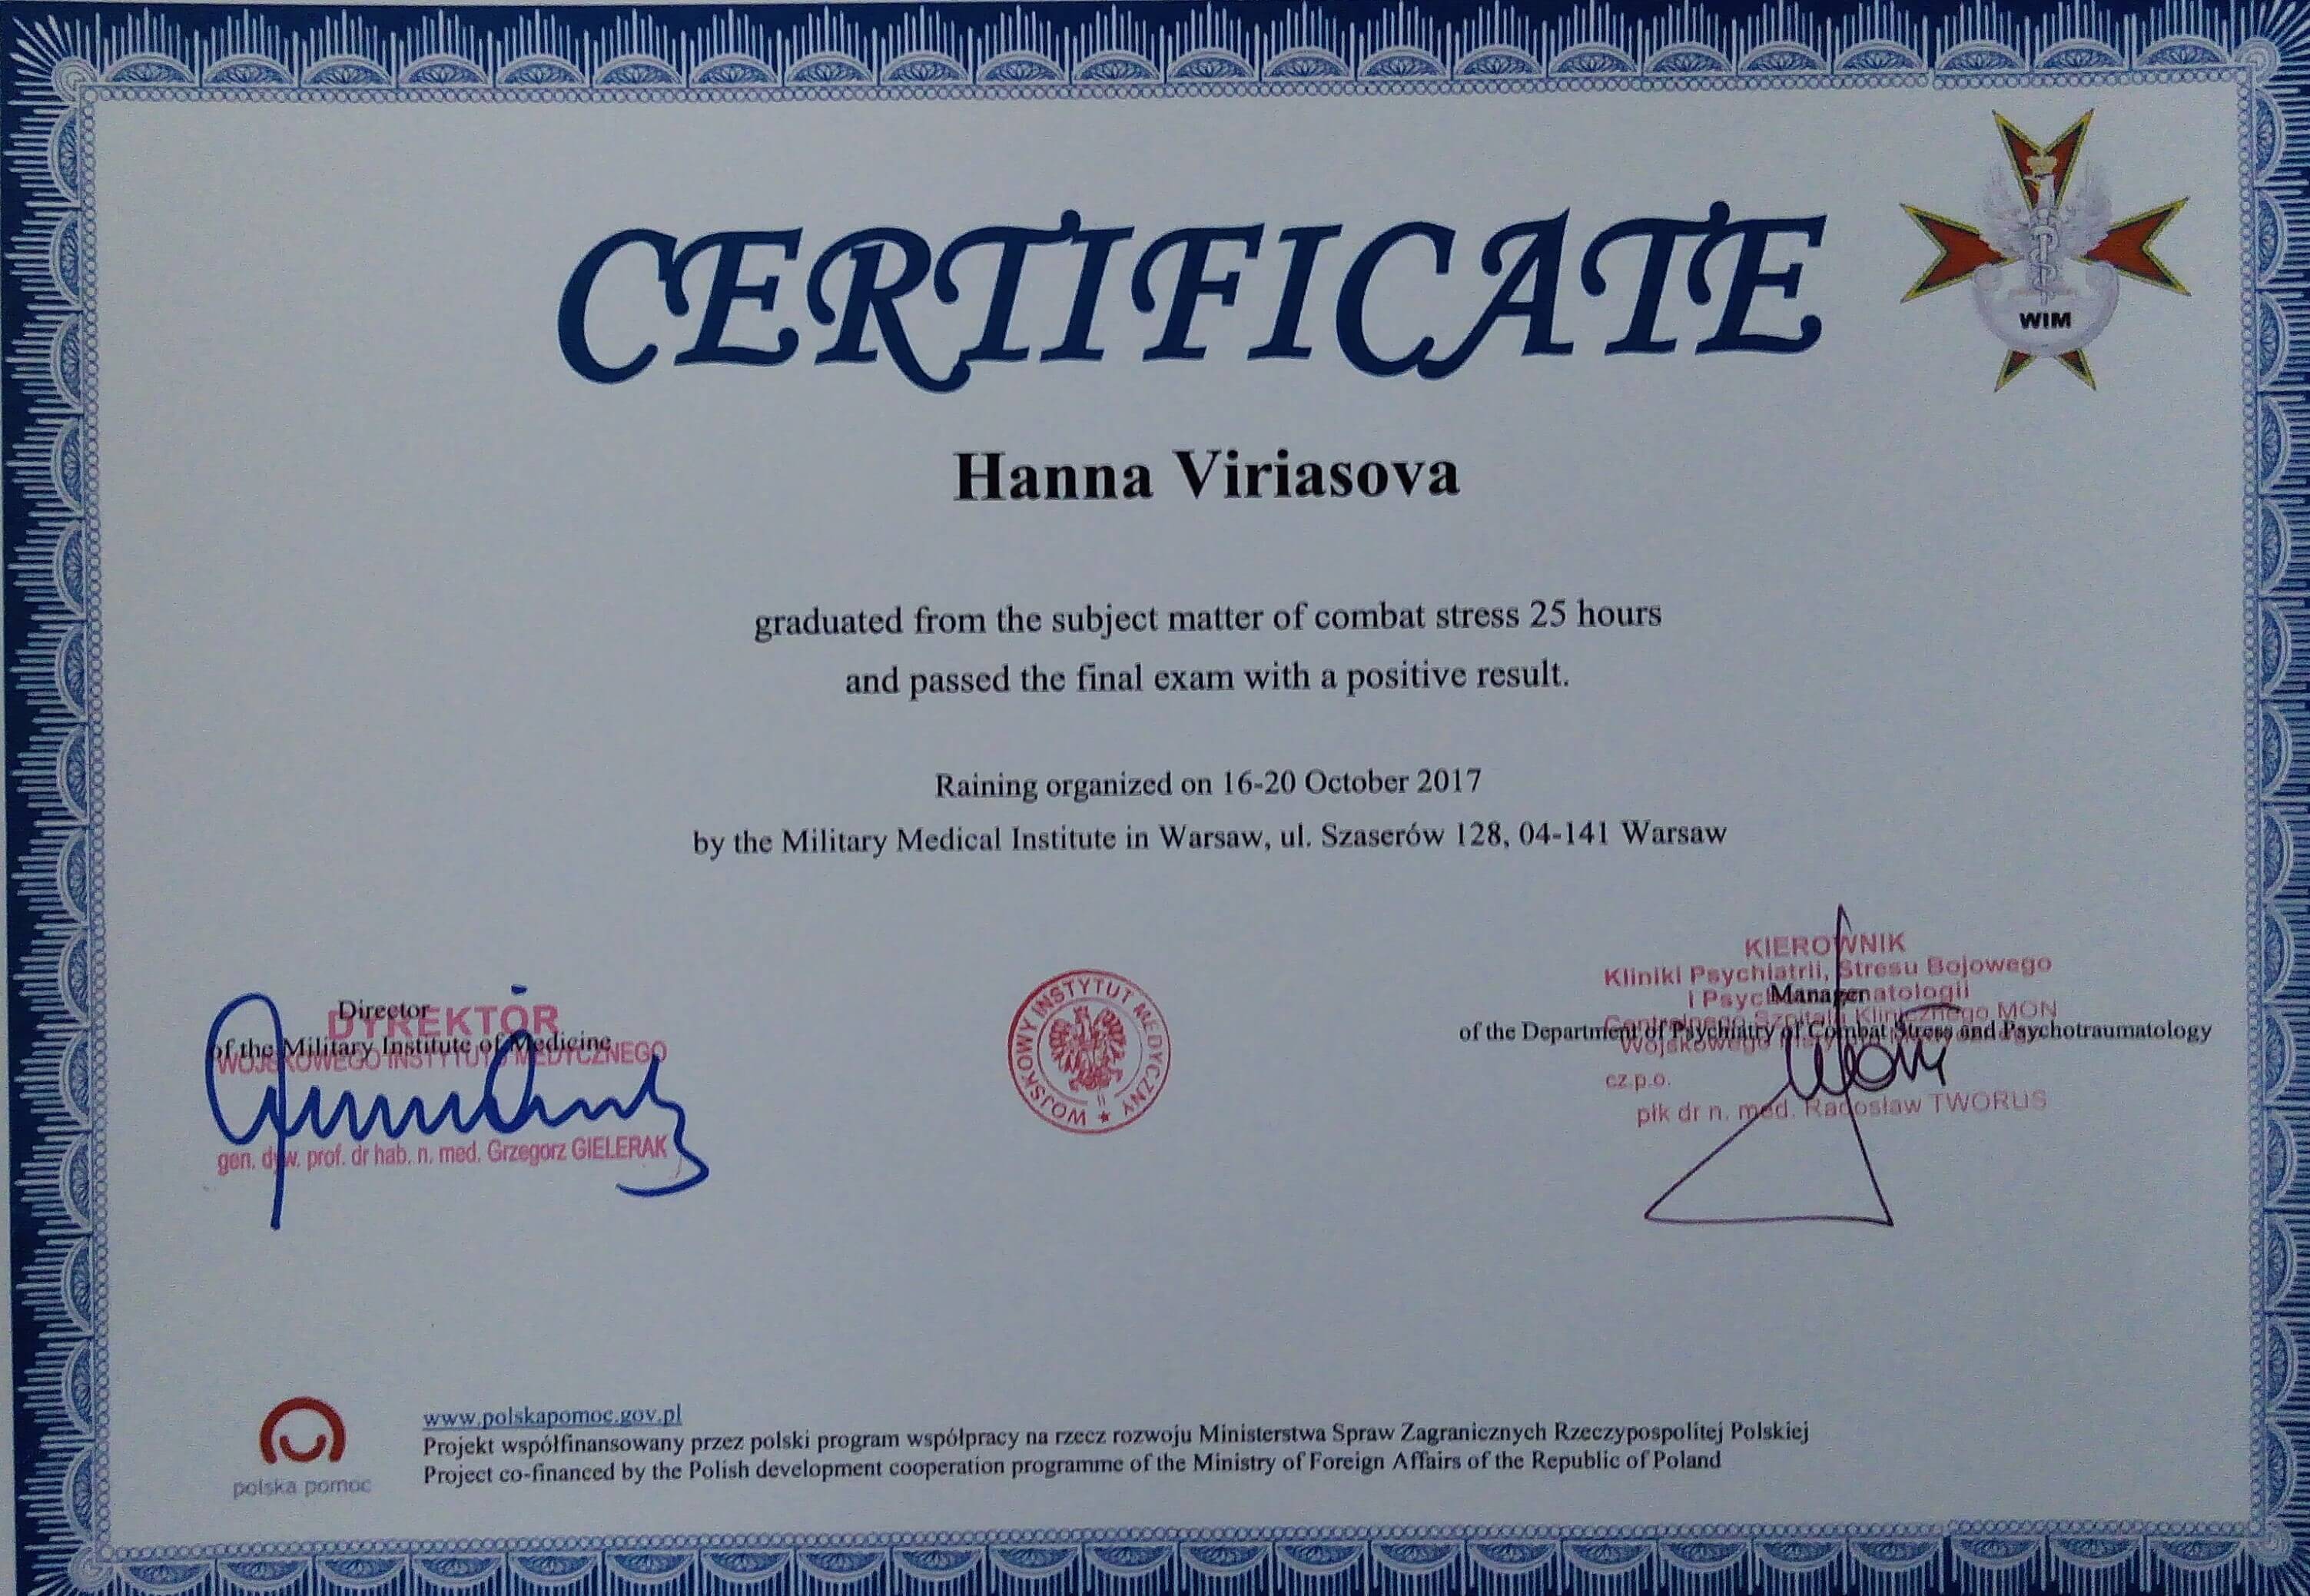 CERTIFICATE
WIM
Hanna Viriasova
graduated from the subject matter of combat stress 25 hours
and passed the final exam with a positive result.
Raining organized on 16-20 October 2017
by the Military Medical Institute in Warsaw, ul. Szaserów 128, 04-141 Warsaw
Director
DYREKTOR
of the Military Institute of Medicine
WOJSKOWEGO INSTYTUTU MEDYCZNEGO
gen. dyw. prof. dr hab. n. med. Grzegorz GIELERAK
WOJSKOWY INSTYTUT MEDYCZNY
KIEROWNIK
Kliniki Psychiatrii, Stresu Bojowego
Manager
Centralnego Szpitala Klinicznego MON
of the Department of Psychiatry of Combat Stress and Psychotraumatology
Wojskowego
cz.p.o.
płk dr n. med. Radosław TWORUS
www.polskapomoc.gov.pl
Projekt współfinansowany przez polski program współpracy na rzecz rozwoju Ministerstwa Spraw Zagranicznych Rzeczypospolitej Polskiej
Project co-financed by the Polish development cooperation programme of the Ministry of Foreign Affairs of the Republic of Poland
polska pomoc